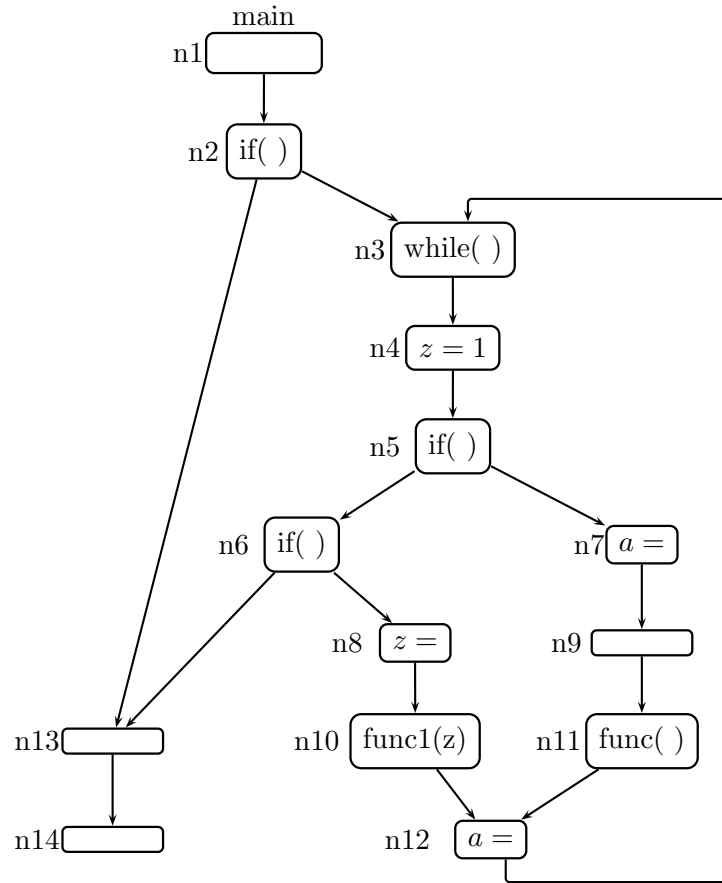 main
n1
n2 if( )
n3 while( )
n4 z = 1
n5 if( )
n6 if( )
n7 a =
n8 z =
n9
n10 func1(z)
n11 func( )
n12 a =
n13
n14